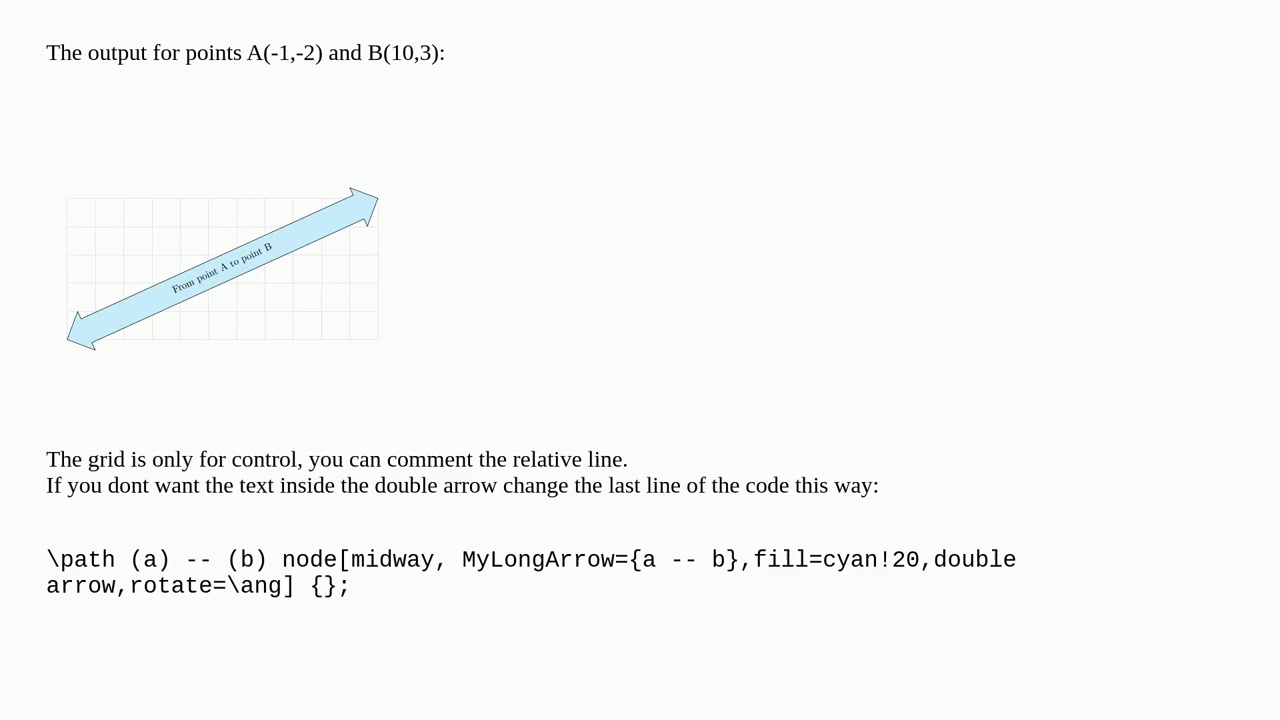 The output for points A(-1,-2) and B(10,3):
From point A to point B
The grid is only for control, you can comment the relative line.
If you dont want the text inside the double arrow change the last line of the code this way:
\path (a) -- (b) node[midway, MyLongArrow={a -- b},fill=cyan!20,double
arrow,rotate=\ang] {};